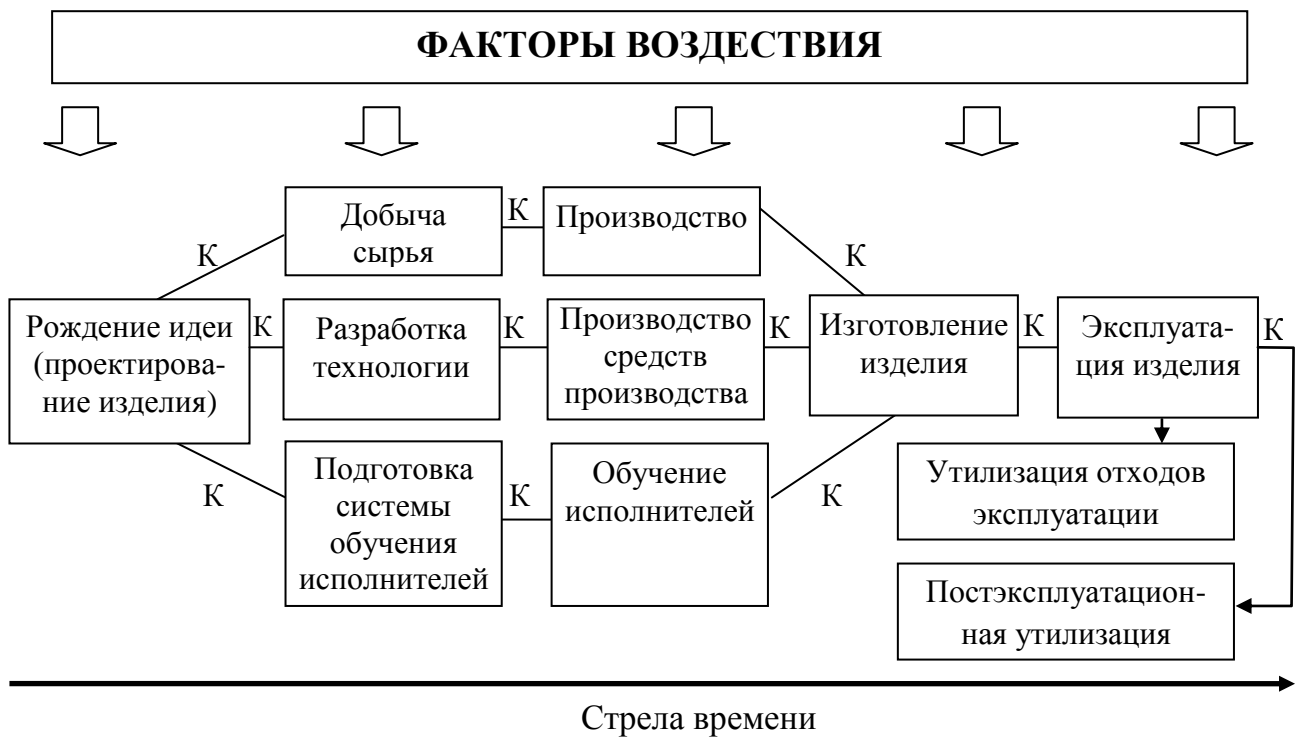 ФАКТОРЫ ВОЗДЕСТВИЯ
Добыча
сырья
К
Производство
К
К
Рождение идеи
(проектирова-
ние изделия)
К
Разработка
технологии
К
Производство
средств
производства
К
Изготовление
изделия
К
Эксплуата-
ция изделия
К
К
Подготовка
системы
обучения
исполнителей
К
Обучение
исполнителей
К
Утилизация отходов
эксплуатации
Постэксплуатацион-
ная утилизация
Стрела времени